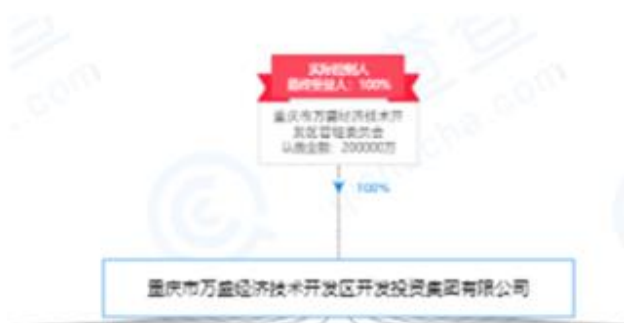 实际控制人
最终受益人：100%
重庆市万盛经济技术开
发区管理委员会
认缴金额：200000万
100%
重庆市万盛经济技术开发区开发投资集团有限公司